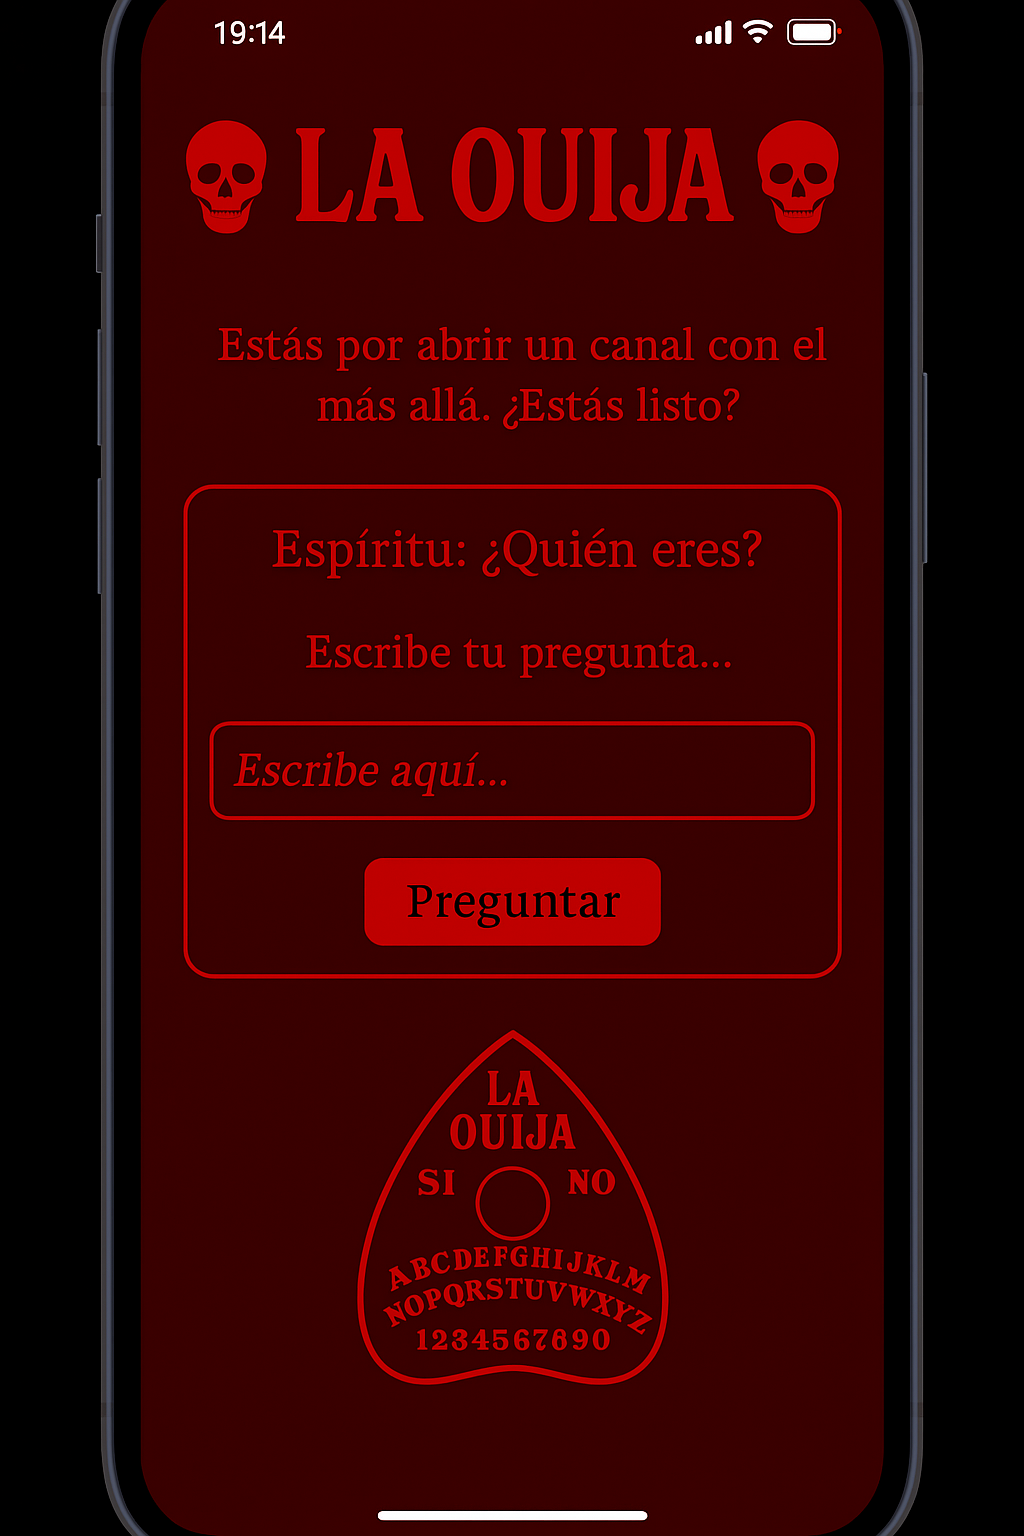 19:14
LA OUIJA
Estás por abrir un canal con el
más allá. ¿Estás listo?
Espíritu: ¿Quién eres?
Escribe tu pregunta...
Escribe aquí...
Preguntar
LA
OUIJA
SI NO
ABCDEFGHIJKLM
NOPQRSTUVWXYZ
1234567890